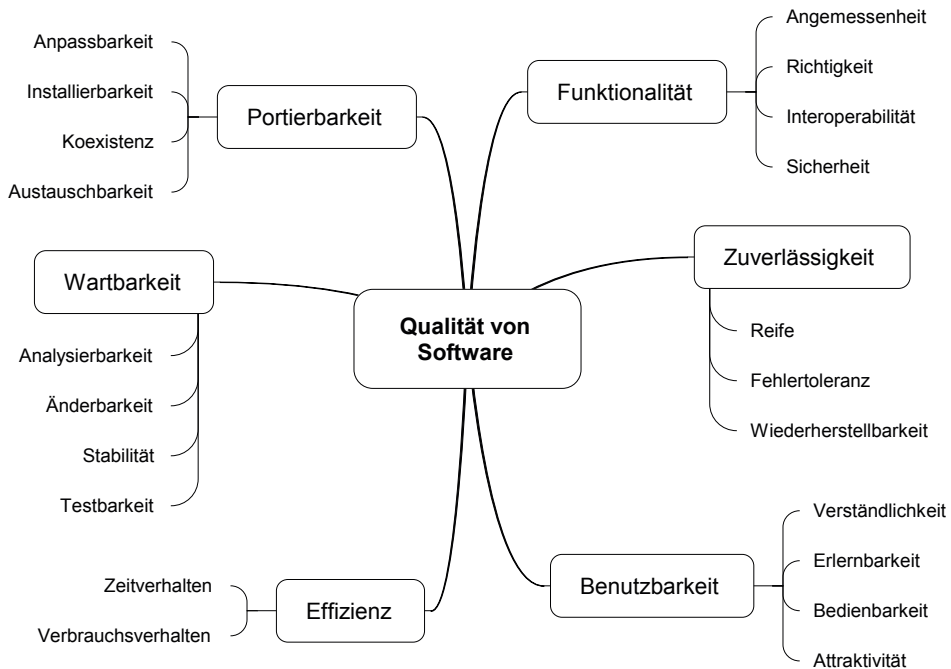 Qualität von
Software
Funktionalität
Angemessenheit
Richtigkeit
Interoperabilität
Sicherheit
Zuverlässigkeit
Reife
Fehlertoleranz
Wiederherstellbarkeit
Benutzbarkeit
Verständlichkeit
Erlernbarkeit
Bedienbarkeit
Attraktivität
Effizienz
Zeitverhalten
Verbrauchsverhalten
Wartbarkeit
Analysierbarkeit
Änderbarkeit
Stabilität
Testbarkeit
Portierbarkeit
Anpassbarkeit
Installierbarkeit
Koexistenz
Austauschbarkeit